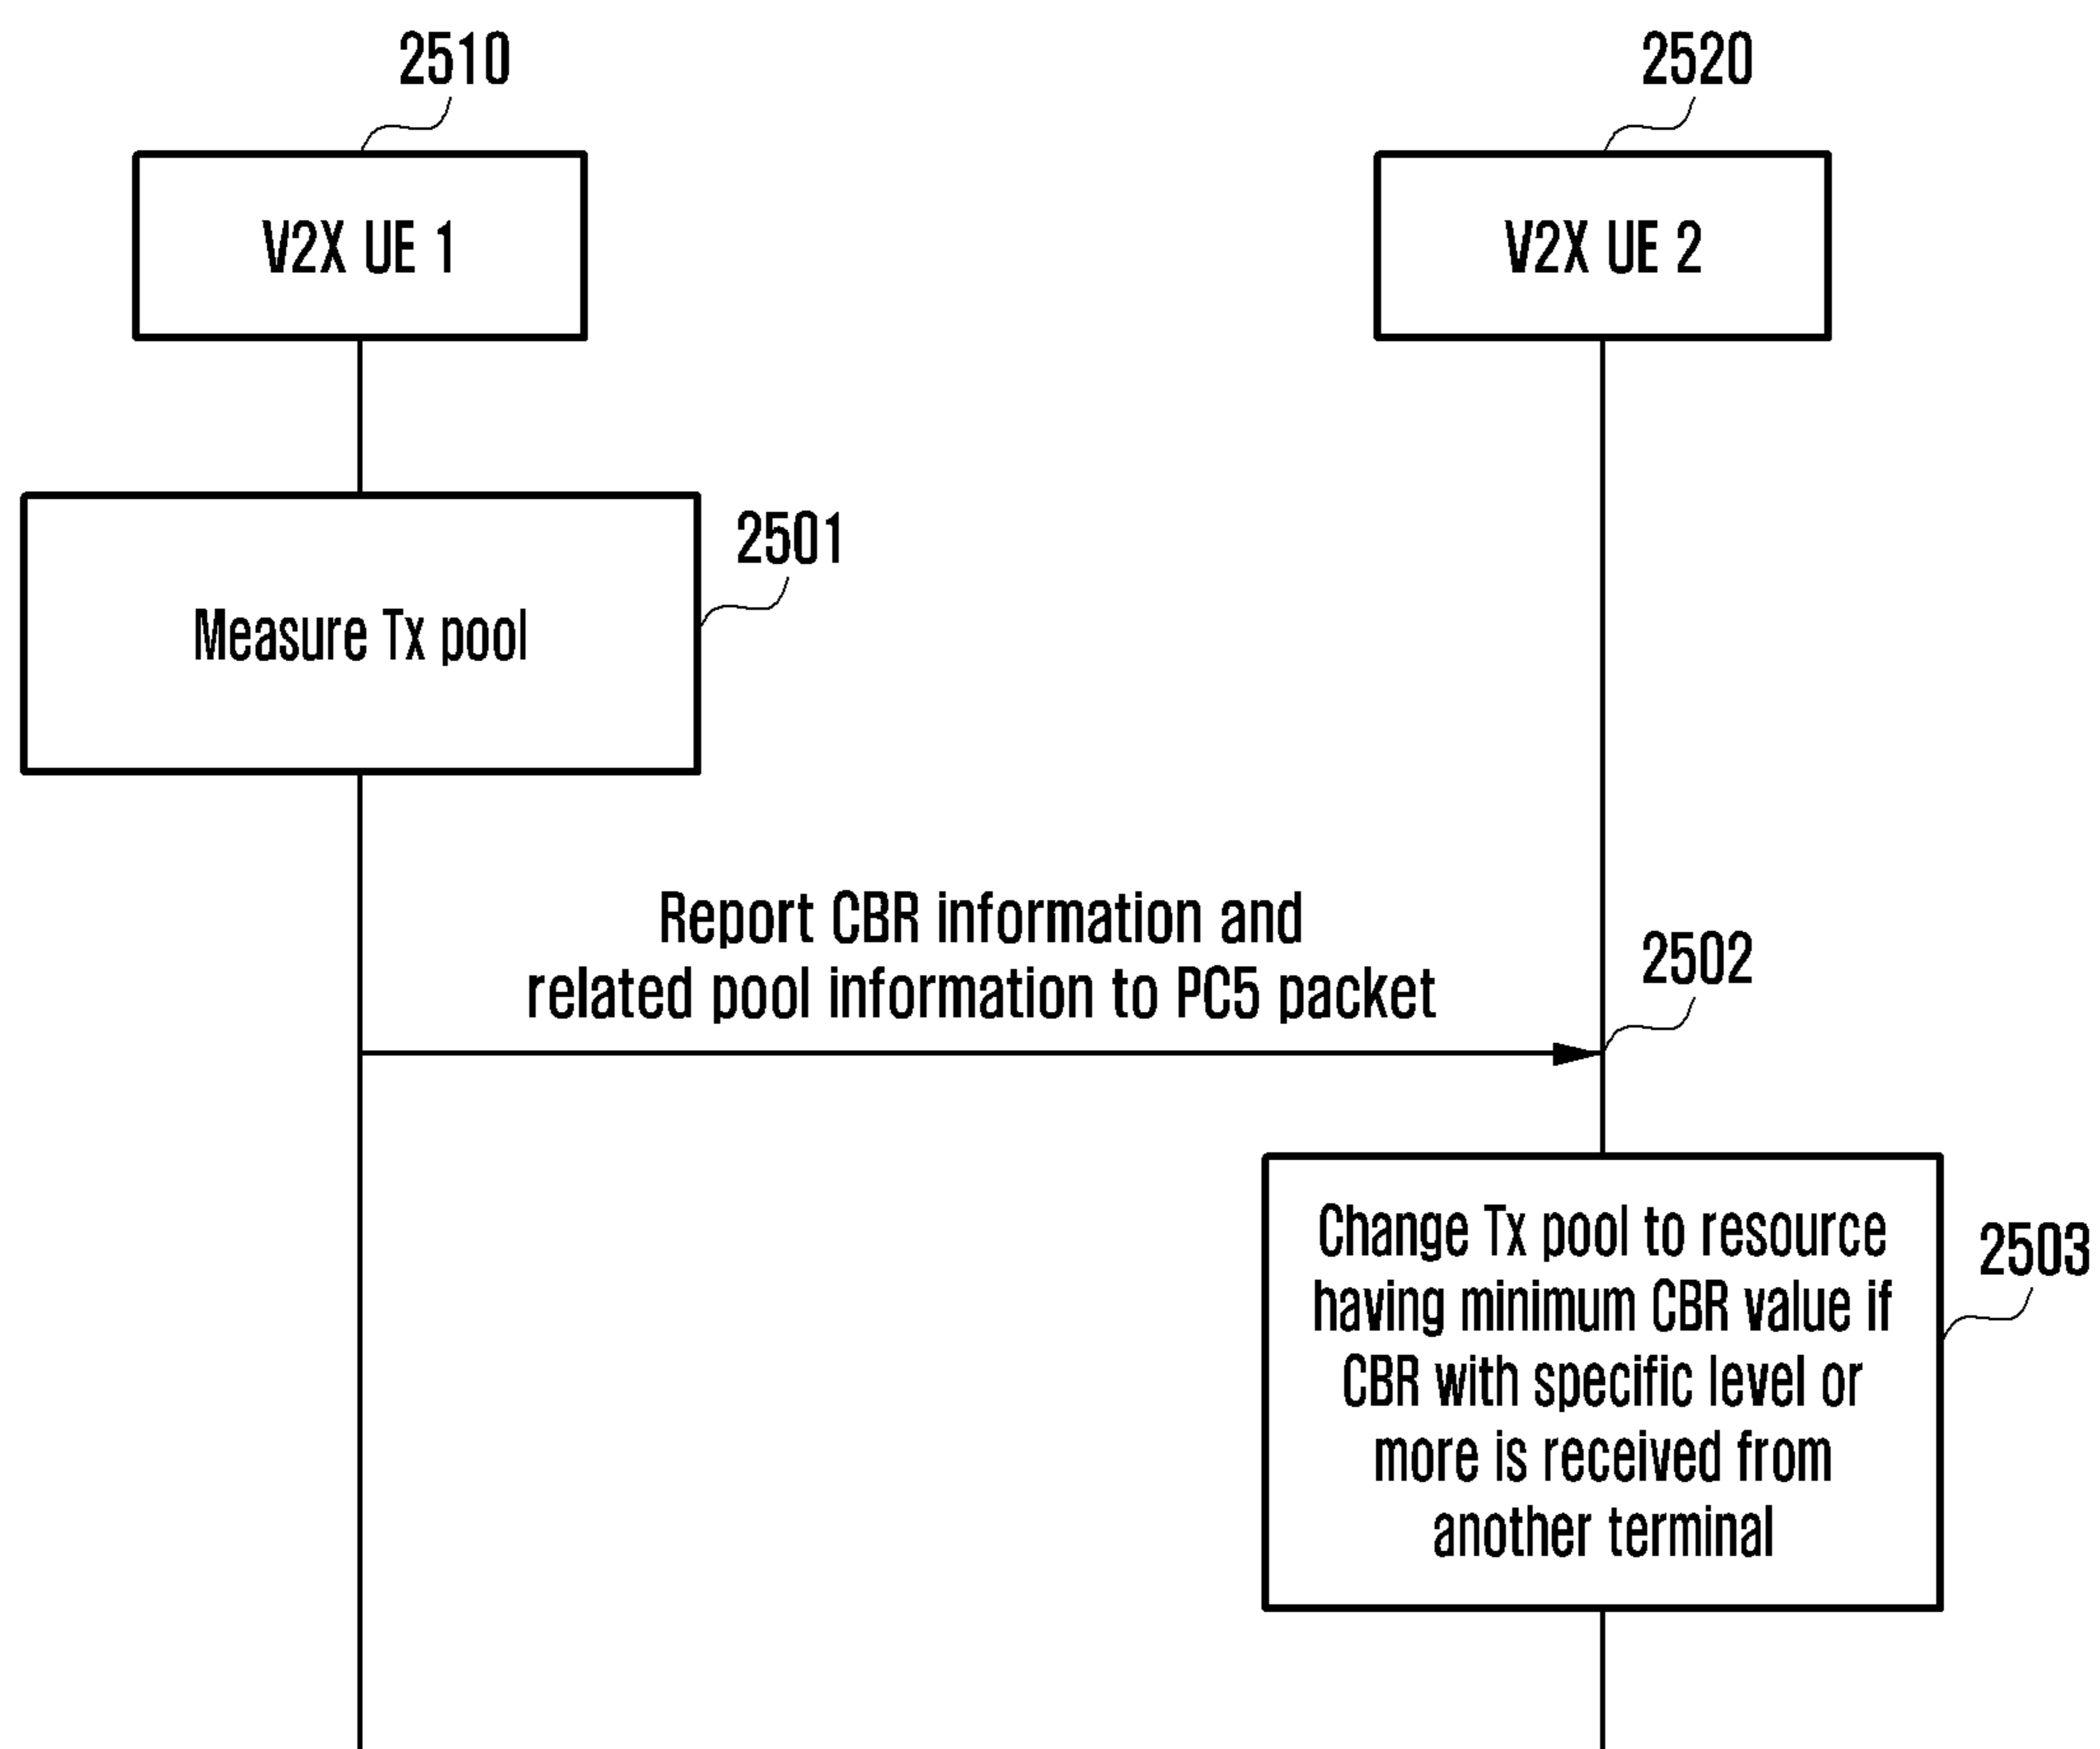 2510
2520
V2X UE 1
V2X UE 2
2501
Measure Tx pool
Report CBR information and
related pool information to PC5 packet
2502
Change Tx pool to resource
having minimum CBR value if
CBR with specific level or
more is received from
another terminal
2503